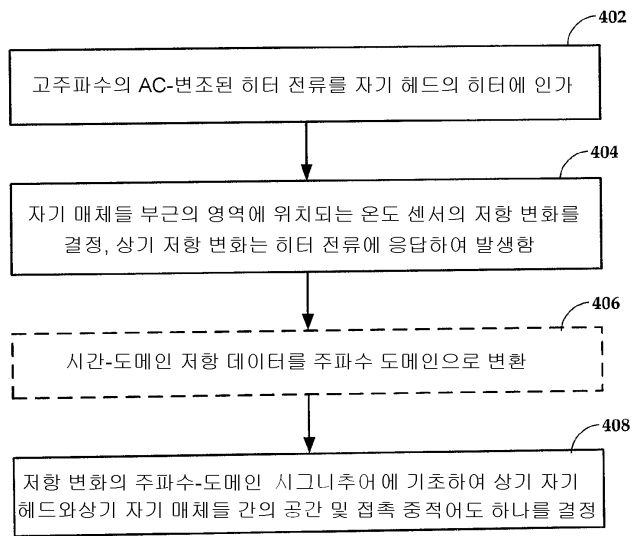 402
고주파수의 AC-변조된 히터 전류를 자기 헤드의 히터에 인가
404
자기 매체들 부근의 영역에 위치되는 온도 센서의 저항 변화를
결정, 상기 저항 변화는 히터 전류에 응답하여 발생함
406
시간-도메인 저항 데이터를 주파수 도메인으로 변환
408
저항 변화의 주파수-도메인 시그니추어에 기초하여 상기 자기
헤드와상기 자기 매체들 간의 공간 및 접촉 중적어도 하나를 결정